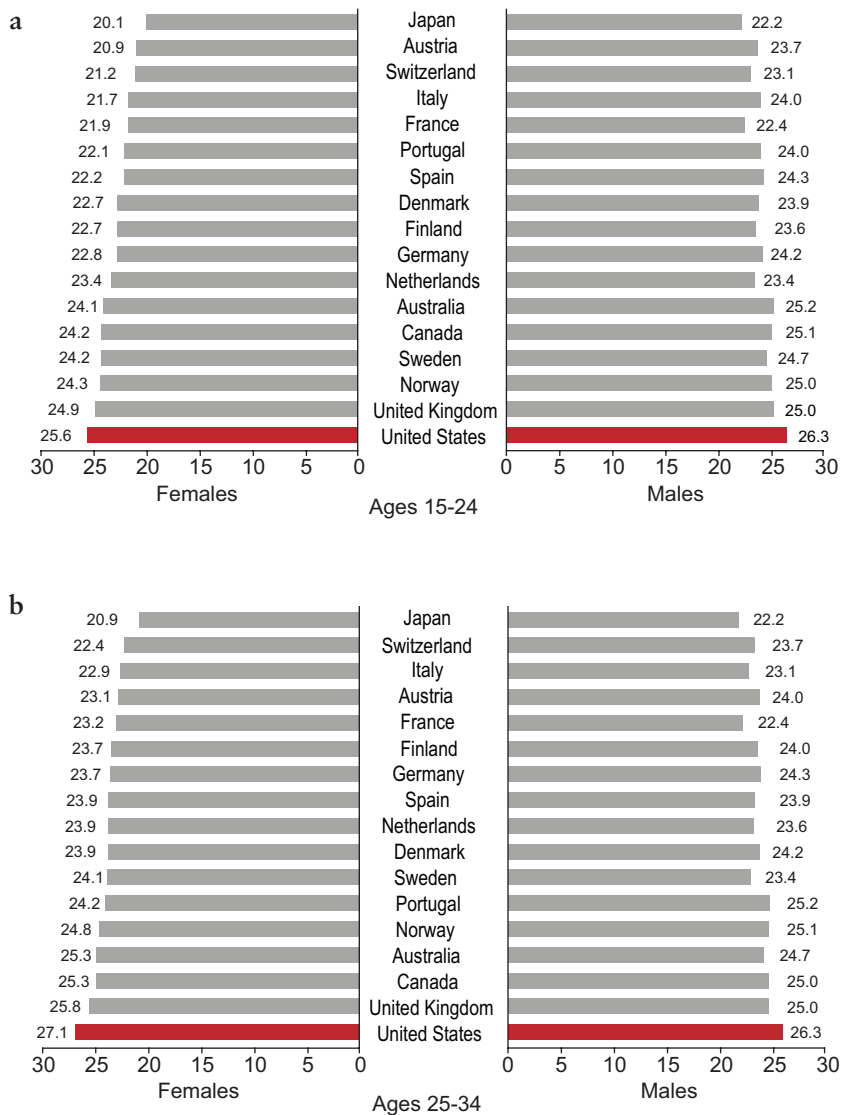 a
20.1 Japan 22.2
20.9 Austria 23.7
21.2 Switzerland 23.1
21.7 Italy 24.0
21.9 France 22.4
22.1 Portugal 24.0
22.2 Spain 24.3
22.7 Denmark 23.9
22.7 Finland 23.6
22.8 Germany 24.2
23.4 Netherlands 23.4
24.1 Australia 25.2
24.2 Canada 25.1
24.2 Sweden 24.7
24.3 Norway 25.0
24.9 United Kingdom 25.0
25.6 United States 26.3
30 25 20 15 10 5 0 0 5 10 15 20 25 30
Females Males
Ages 15-24
b
20.9 Japan 22.2
22.4 Switzerland 23.7
22.9 Italy 23.1
23.1 Austria 24.0
23.2 France 22.4
23.7 Finland 24.0
23.7 Germany 24.3
23.9 Spain 23.9
23.9 Netherlands 23.6
23.9 Denmark 24.2
24.1 Sweden 23.4
24.2 Portugal 25.2
24.8 Norway 25.1
25.3 Australia 24.7
25.3 Canada 25.0
25.8 United Kingdom 25.0
27.1 United States 26.3
30 25 20 15 10 5 0 0 5 10 15 20 25 30
Females Males
Ages 25-34